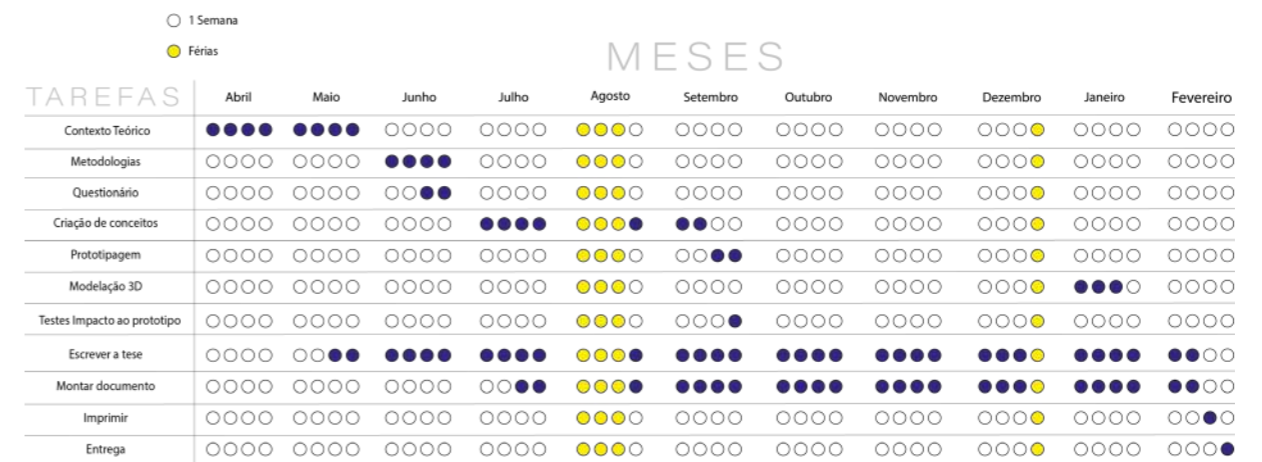 1 Semana
Férias
MESES
TAREFAS Abril Maio Junho Julho Agosto Setembro Outubro Novembro Dezembro Janeiro Fevereiro
Contexto Teórico
Metodologias
Questionário
Criação de conceitos
Prototipagem
Modelação 3D
Testes Impacto ao prototipo
Escrever a tese
Montar documento
Imprimir
Entrega